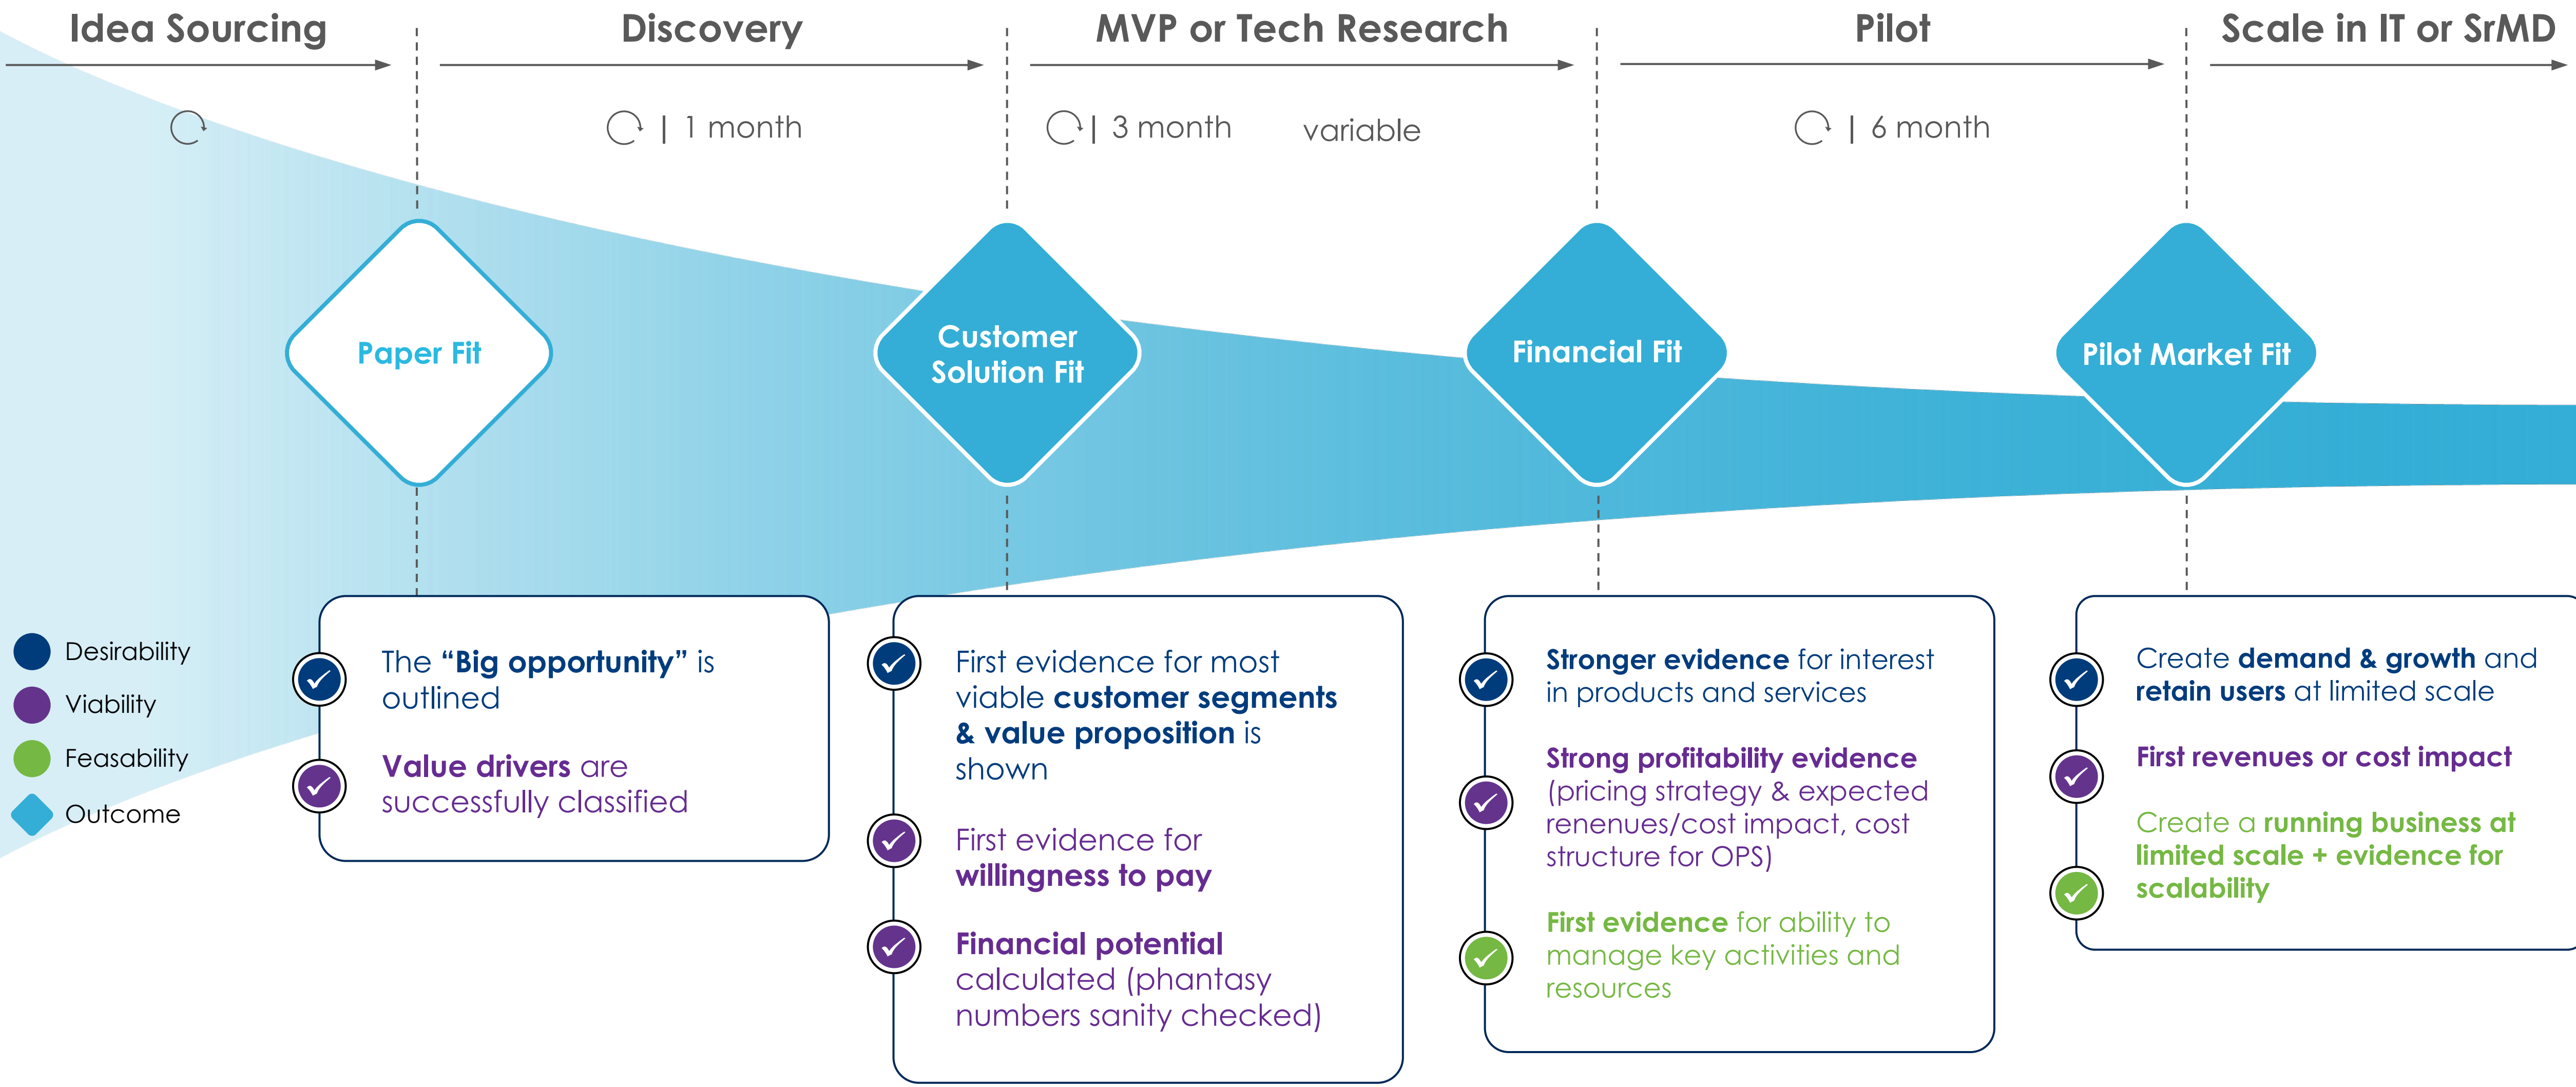 Idea Sourcing
Discovery
MVP or Tech Research
Pilot
Scale in IT or SrMD
| 1 month
| 3 month
variable
| 6 month
Paper Fit
Customer
Solution Fit
Financial Fit
Pilot Market Fit
Desirability
Viability
Feasability
Outcome
The “Big opportunity” is
outlined
Value drivers are
successfully classified
First evidence for most
viable customer segments
& value proposition is
shown
First evidence for
willingness to pay
Financial potential
calculated (phantasy
numbers sanity checked)
Stronger evidence for interest
in products and services
Strong profitability evidence
(pricing strategy & expected
renenues/cost impact, cost
structure for OPS)
First evidence for ability to
manage key activities and
resources
Create demand & growth and
retain users at limited scale
First revenues or cost impact
Create a running business at
limited scale + evidence for
scalability